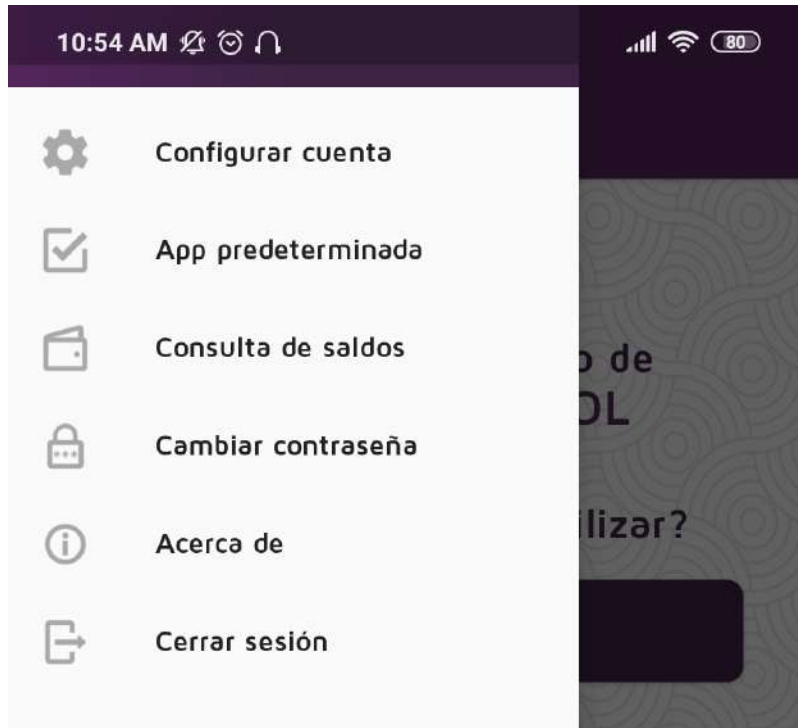 10:54 AM
80
Configurar cuenta
App predeterminada
Consulta de saldos
de
OL
Cambiar contraseña
ilizar?
Acerca de
Cerrar sesión